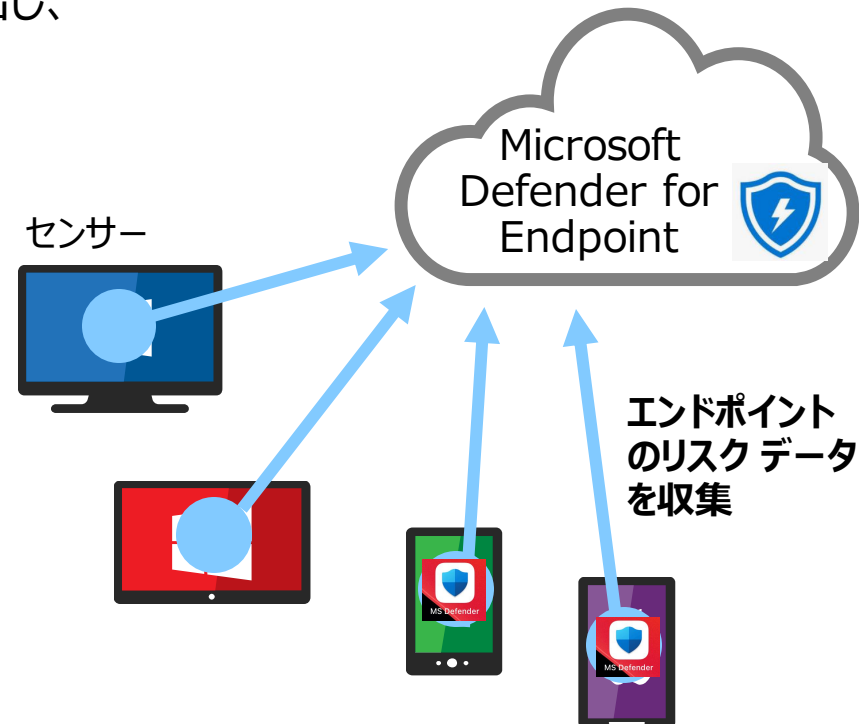 し、
Microsoft
Defender for
Endpoint
センサー
エンドポイント
のリスク データ
を収集
MS Defender
MS Defender